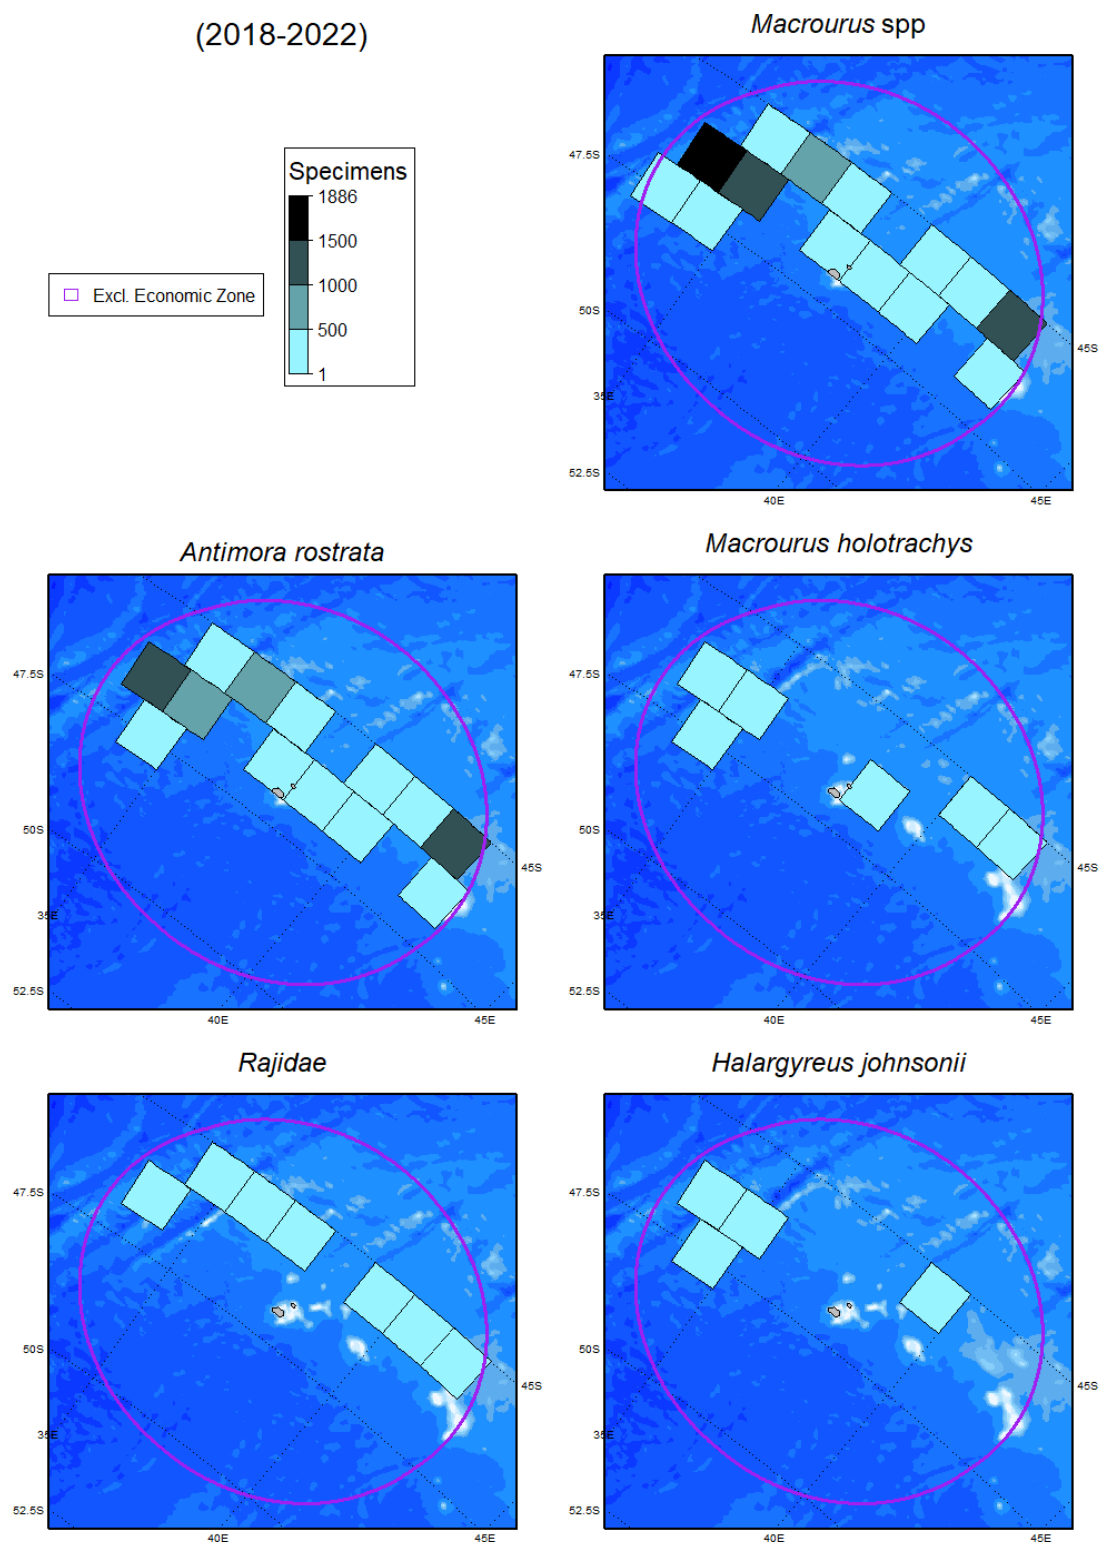 (2018-2022)
Specimens
1886
1500
1000
500
1
Excl. Economic Zone
Macrourus spp
47.5S
50S
45S
35E
52.5S
40E
45E
Antimora rostrata
47.5S
50S
45S
35E
52.5S
40E
45E
Macrourus holotrachys
47.5S
50S
45S
35E
52.5S
40E
45E
Rajidae
47.5S
50S
45S
35E
52.5S
40E
45E
Halargyreus johnsonii
47.5S
50S
45S
35E
52.5S
40E
45E